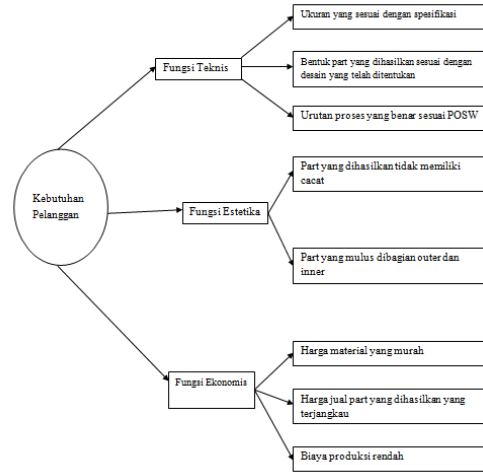 Ukuran yang sesuai dengan spesifikasi
Bentuk part yang dihasilkan sesuai dengan
desain yang telah ditentukan
Fungsi Teknis
Urutan proses yang benar sesuai POSW
Part yang dihasilkan tidak memiliki
cacat
Kebutuhan
Pelanggan
Fungsi Estetika
Part yang mulus dibagian outer dan
inner
Harga material yang murah
Fungsi Ekonomis
Harga jual part yang dihasilkan yang
terjangkau
Biaya produksi rendah